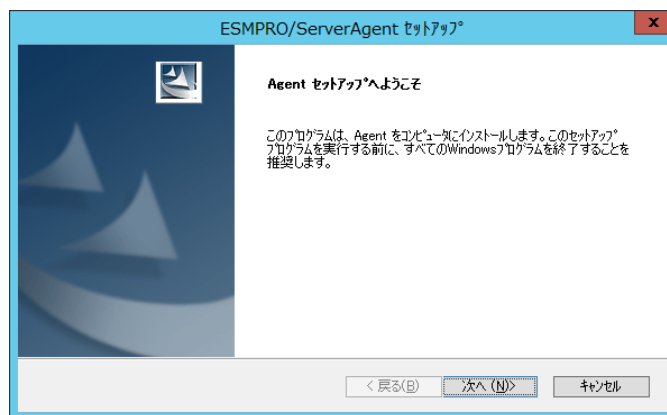 ESMPRO/ServerAgent ｾｯﾄｱｯﾌﾟ
x
Agent ｾｯﾄｱｯﾌﾟへようこそ
このﾌﾟﾛｸﾞﾗﾑは、Agent をｺﾝﾋﾟｭｰﾀにｲﾝｽﾄｰﾙします。このｾｯﾄｱｯﾌﾟ
ﾌﾟﾛｸﾞﾗﾑを実行する前に、すべてのWindowsﾌﾟﾛｸﾞﾗﾑを終了することを
推奨します。
< 戻る(B)
次へ (N)>
ｷｬﾝｾﾙ